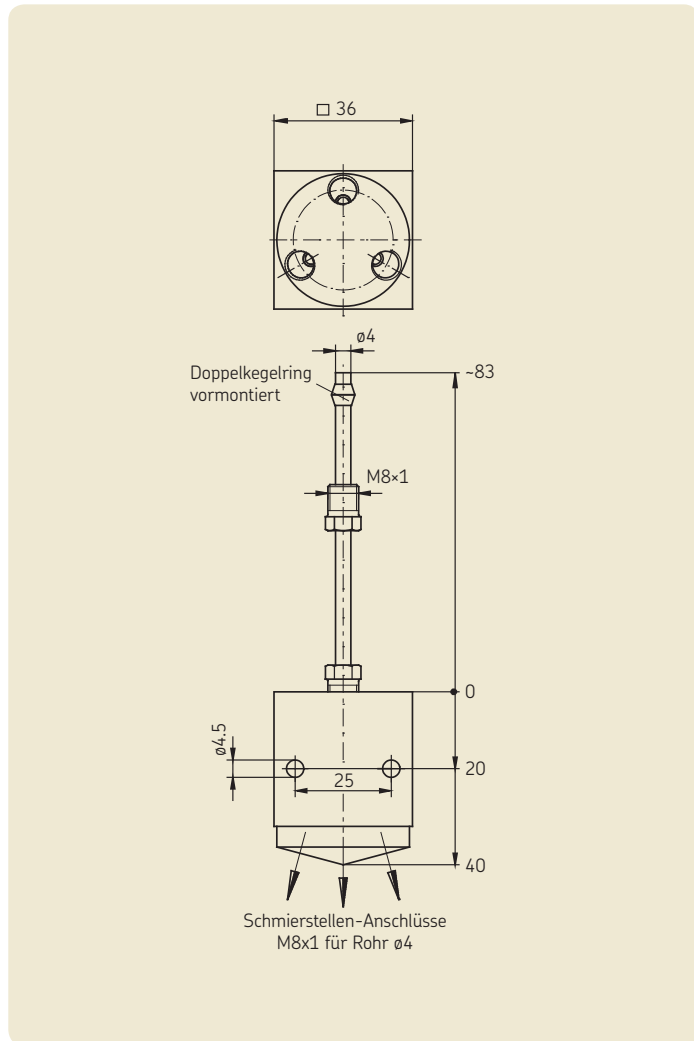 □ 36
ø4
Doppelkegelring
vormontiert
~83
M8×1
0
ø4.5
25
20
40
Schmierstellen-Anschlüsse
M8x1 für Rohr ø4